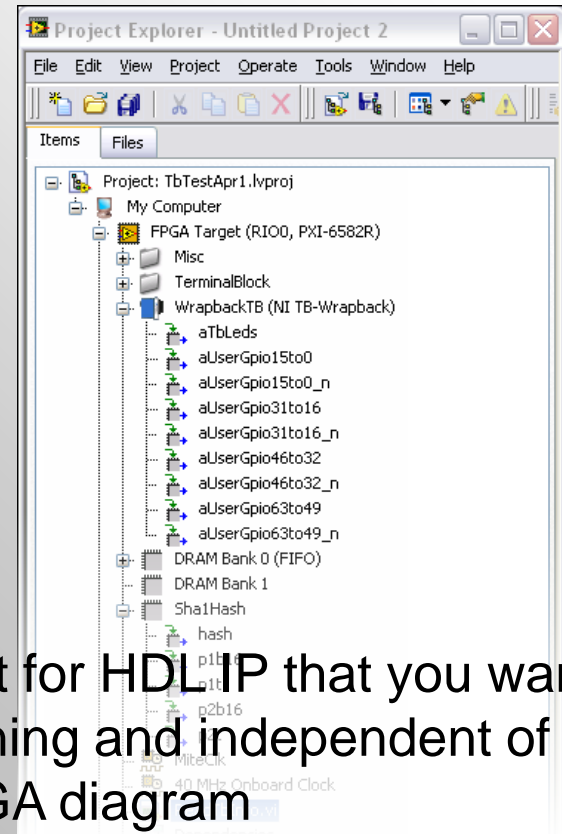 Project Explorer - Untitled Project 2
File Edit View Project Operate Tools Window Help
Items Files
Project: TbTestApr1.lvproj
My Computer
FPGA Target (RIO0, PXI-6582R)
Misc
TerminalBlock
WrapbackTB (NI TB-Wrapback)
aTbLeds
aUserGpio15to0
aUserGpio15to0_n
aUserGpio31to16
aUserGpio31to16_n
aUserGpio46to32
aUserGpio46to32_n
aUserGpio63to49
aUserGpio63to49_n
DRAM Bank 0 (FIFO)
DRAM Bank 1
Sha1Hash
hash
p1b16
t for HDL IP that you wan
p2b16
ning and independent of
MiteClk
40 MHz Onboard Clock
GA diagram